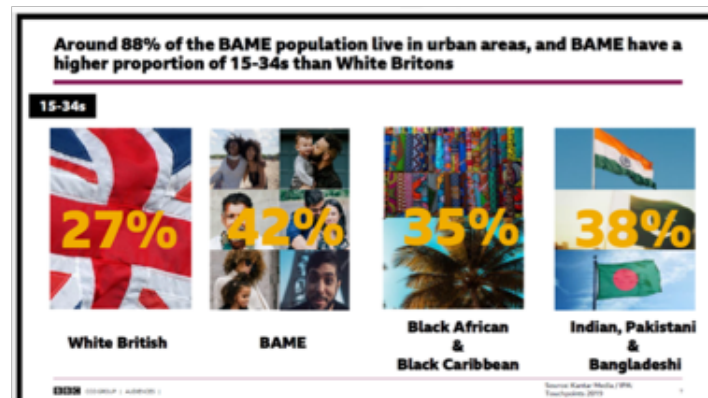 Around 88% of the BAME population live in urban areas, and BAME have a
higher proportion of 15-34s than White Britons
15-34s
27%
42%
35%
38%
White British
BAME
Black African
&
Black Caribbean
Indian, Pakistani
&
Bangladeshi
BBC
AUDIENCES |
Source: Kantar Media / IPA
Touchpoints 2019